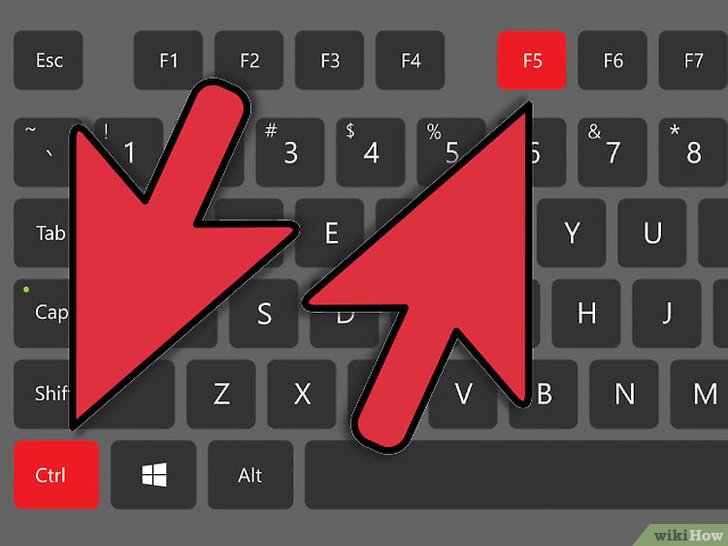 Esc F1 F2 F3 F4 F5 F6 F7
~ ! # $ % & *
` 1 3 4 5 6 7 8
Tab E Y U
Cap S D H J
Shift Z X V B N M
Ctrl Alt
wikiHow